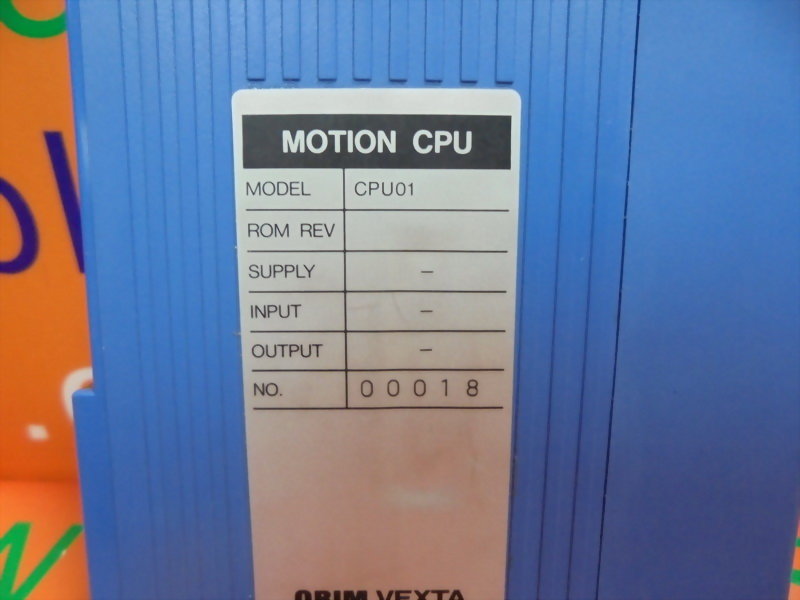 MOTION CPU
MODEL CPU01
ROM REV
SUPPLY –
INPUT –
OUTPUT –
NO. 00018
ORIM VEXTA